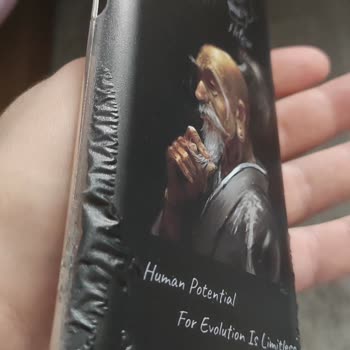 Human Potential
For Evolution Is Limitless